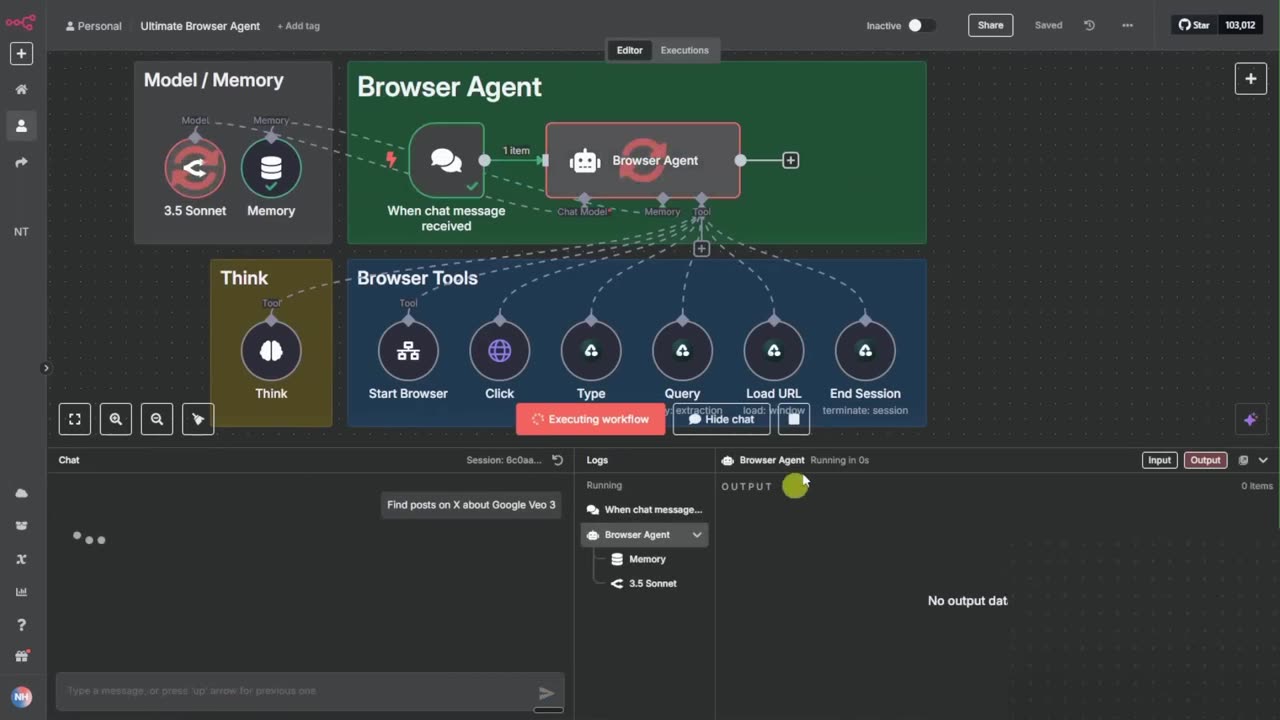 Personal
Ultimate Browser Agent
+ Add tag
Inactive
Share
Saved
Star
103,012
Editor
Executions
Model / Memory
Model
Memory
3.5 Sonnet
Memory
Browser Agent
When chat message
received
1 item
Browser Agent
Chat Model
Memory
Tool
NT
Think
Tool
Think
Browser Tools
Tool
Start Browser
Click
Type
Query
Load URL
End Session
y: extraction
load: window
terminate: session
Executing workflow
Hide chat
Chat
Session: 6c0aa...
Find posts on X about Google Veo 3
Type a message, or press 'up' arrow for previous one
NH
Logs
Running
When chat message...
Browser Agent
Memory
3.5 Sonnet
Browser Agent
Running in 0s
Input
Output
OUTPUT
0 items
No output dat